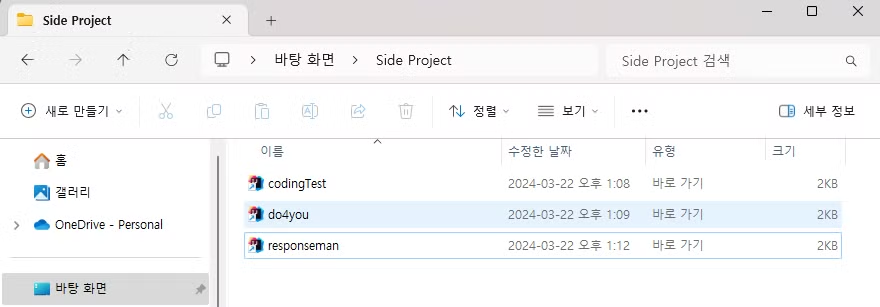 Side Project
바탕 화면 Side Project Side Project 검색
새로 만들기 정렬 보기 세부 정보
이름 수정한 날짜 유형 크기
홈
갤러리
OneDrive - Personal
바탕 화면
codingTest 2024-03-22 오후 1:08 바로 가기 2KB
do4you 2024-03-22 오후 1:09 바로 가기 2KB
responseman 2024-03-22 오후 1:12 바로 가기 2KB